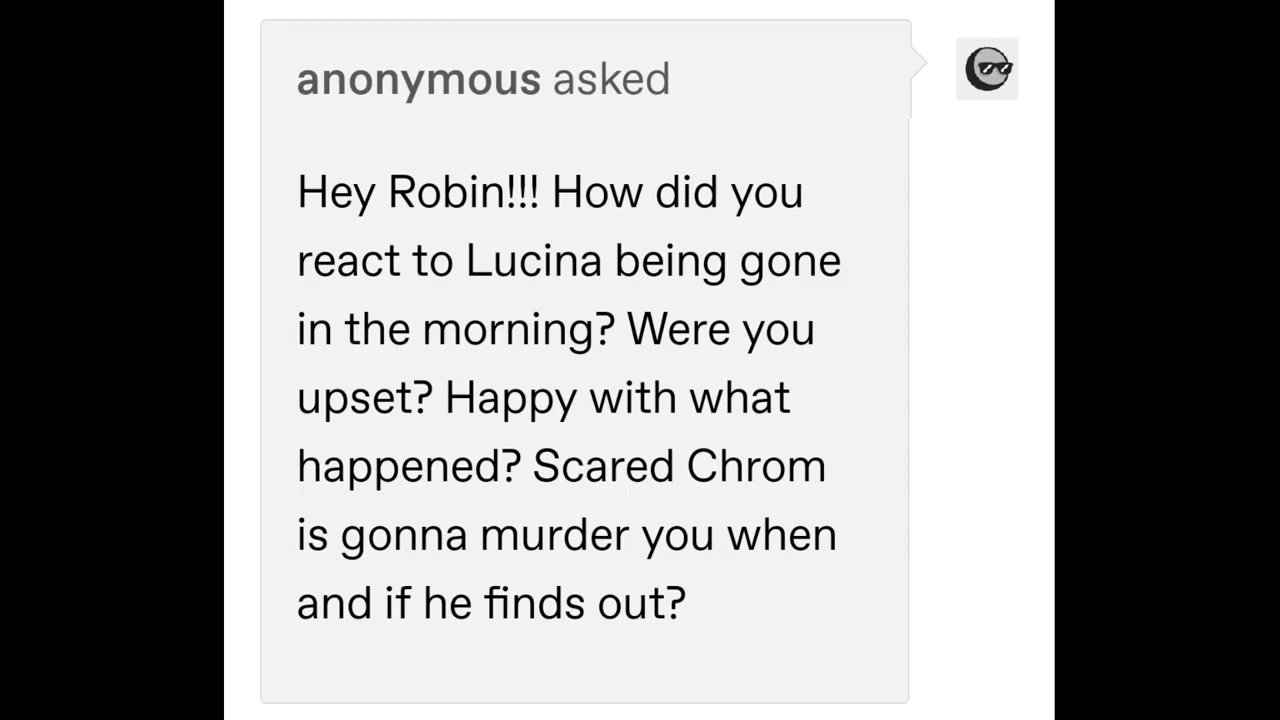 anonymous asked
Hey Robin!!! How did you
react to Lucina being gone
in the morning? Were you
upset? Happy with what
happened? Scared Chrom
is gonna murder you when
and if he finds out?